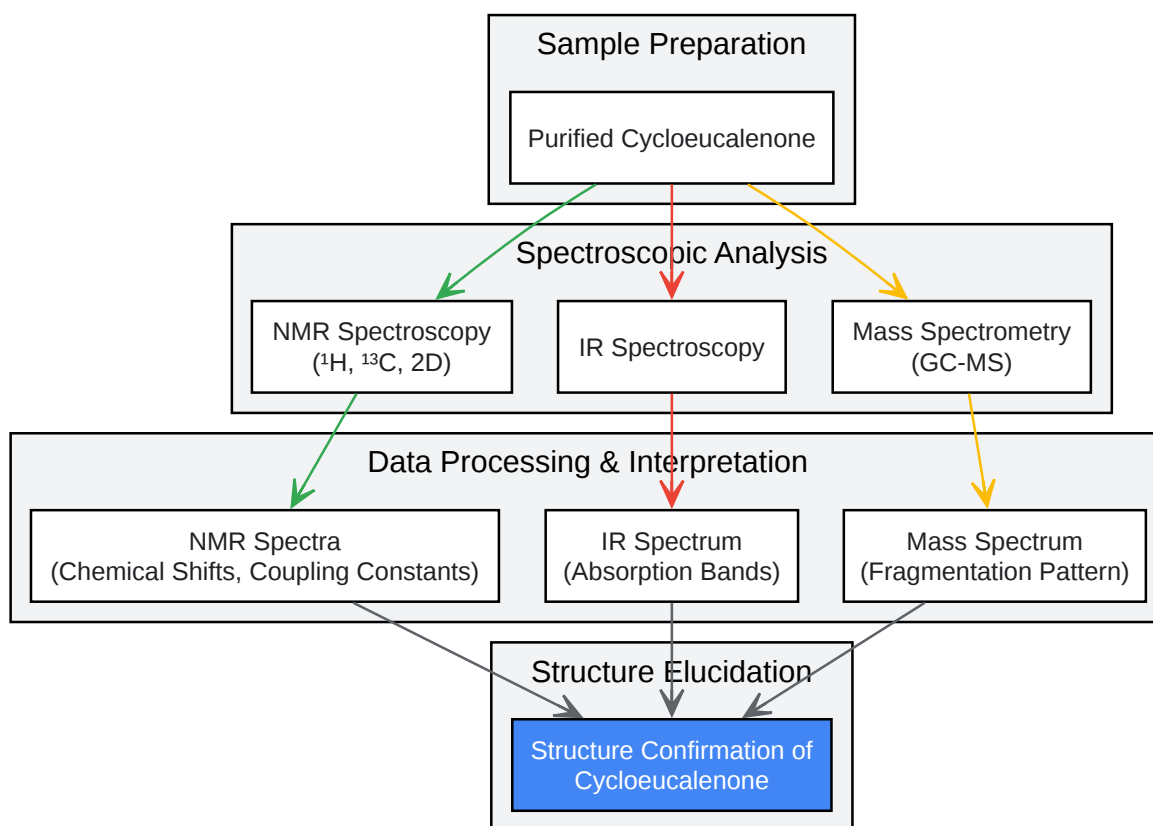 Sample Preparation
Purified Cycloeucalenone
Spectroscopic Analysis
NMR Spectroscopy
(¹H, ¹³C, 2D)
IR Spectroscopy
Mass Spectrometry
(GC-MS)
Data Processing & Interpretation
NMR Spectra
(Chemical Shifts, Coupling Constants)
IR Spectrum
(Absorption Bands)
Mass Spectrum
(Fragmentation Pattern)
Structure Elucidation
Structure Confirmation of
Cycloeucalenone